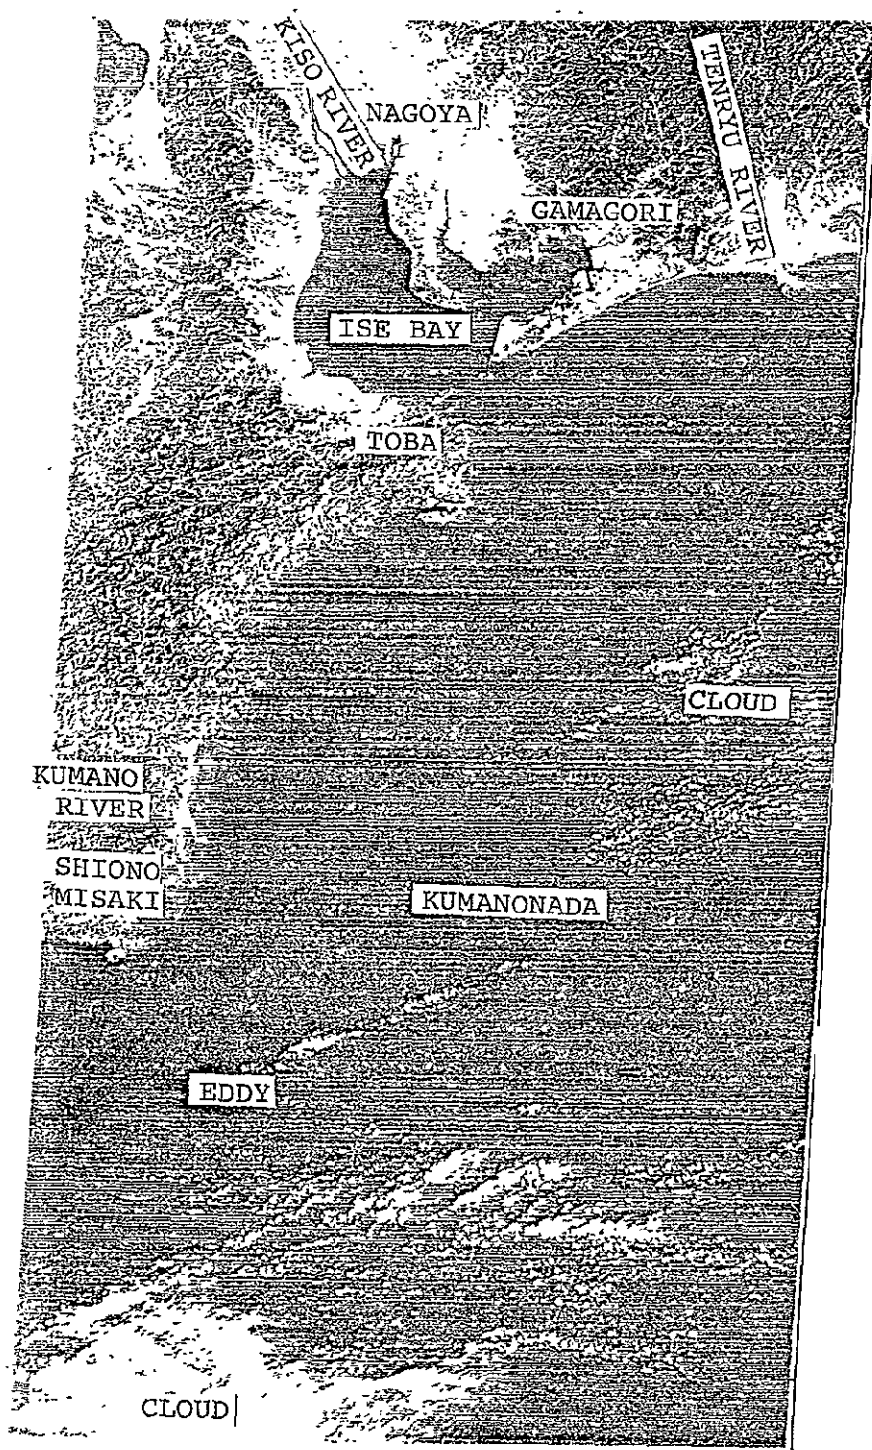 KISO RIVER
TENRYU RIVER
NAGOYA
GAMAGORI
ISE BAY
TOBA
CLOUD
KUMANO
RIVER
SHIONO
MISAKI
KUMANONADA
EDDY
CLOUD